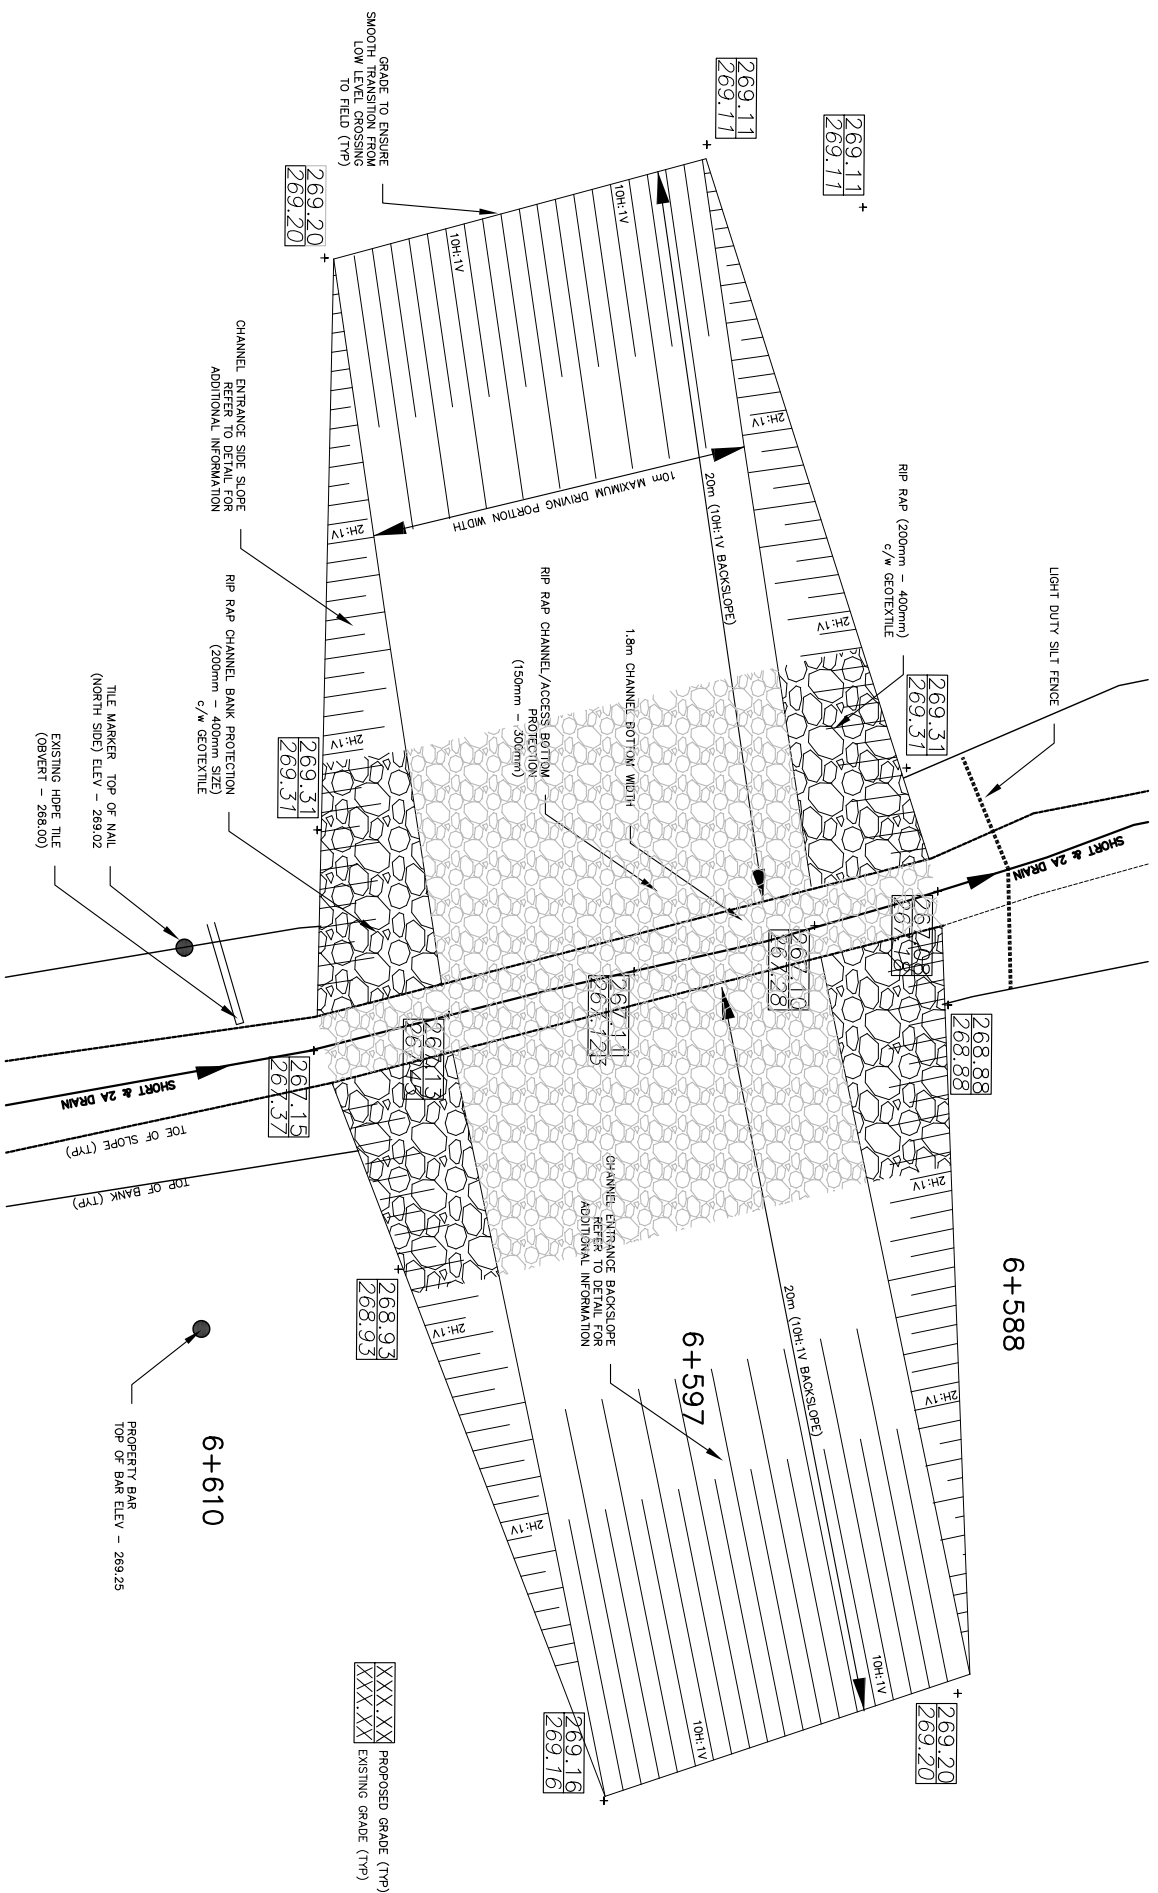 269.11
269.11
269.11
269.11
GRADE TO ENSURE
SMOOTH TRANSITION FROM
LOW LEVEL CROSSING
TO FIELD (TYP)
269.20
269.20
10H:1V
10H:1V
CHANNEL ENTRANCE SIDE SLOPE
REFER TO DETAIL FOR
ADDITIONAL INFORMATION
2H:1V
2H:1V
2H:1V
2H:1V
10m MAXIMUM DRIVING PORTION WIDTH
20m (10H:1V BACKSLOPE)
RIP RAP (200mm - 400mm)
c/w GEOTEXTILE
LIGHT DUTY SILT FENCE
269.31
269.31
1.8m CHANNEL BOTTOM WIDTH
RIP RAP CHANNEL/ACCESS BOTTOM
PROTECTION
(150mm - 300mm)
RIP RAP CHANNEL BANK PROTECTION
(200mm - 400mm SIZE)
c/w GEOTEXTILE
269.31
269.31
TILE MARKER TOP OF NAIL
(NORTH SIDE) ELEV - 269.02
EXISTING HDPE TILE
(OBVERT - 268.00)
SHORT & 2A DRAIN
267.10
267.28
267.11
267.13
267.15
267.37
268.88
268.88
SHORT & 2A DRAIN
TOE OF SLOPE (TYP)
TOP OF BANK (TYP)
CHANNEL ENTRANCE BACKSLOPE
REFER TO DETAIL FOR
ADDITIONAL INFORMATION
268.93
268.93
2H:1V
2H:1V
2H:1V
2H:1V
20m (10H:1V BACKSLOPE)
6+588
6+597
6+610
PROPERTY BAR
TOP OF BAR ELEV - 269.25
10H:1V
10H:1V
269.20
269.20
269.16
269.16
XXX.XX PROPOSED GRADE (TYP)
XXX.XX EXISTING GRADE (TYP)